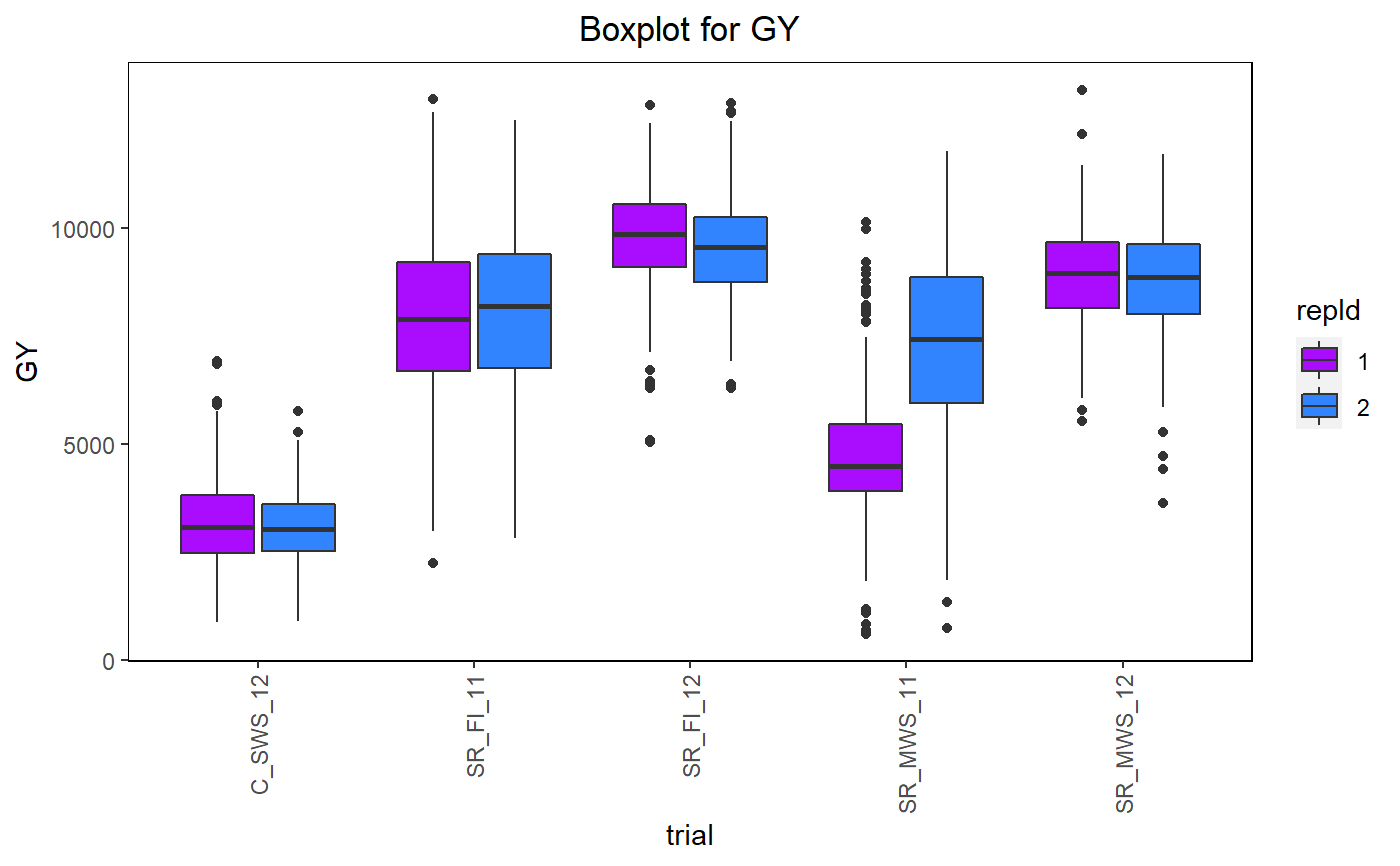 Boxplot for GY
GY
10000
5000
0
C_SWS_12
SR_FI_11
SR_FI_12
SR_MWS_11
SR_MWS_12
trial
repId
1
2